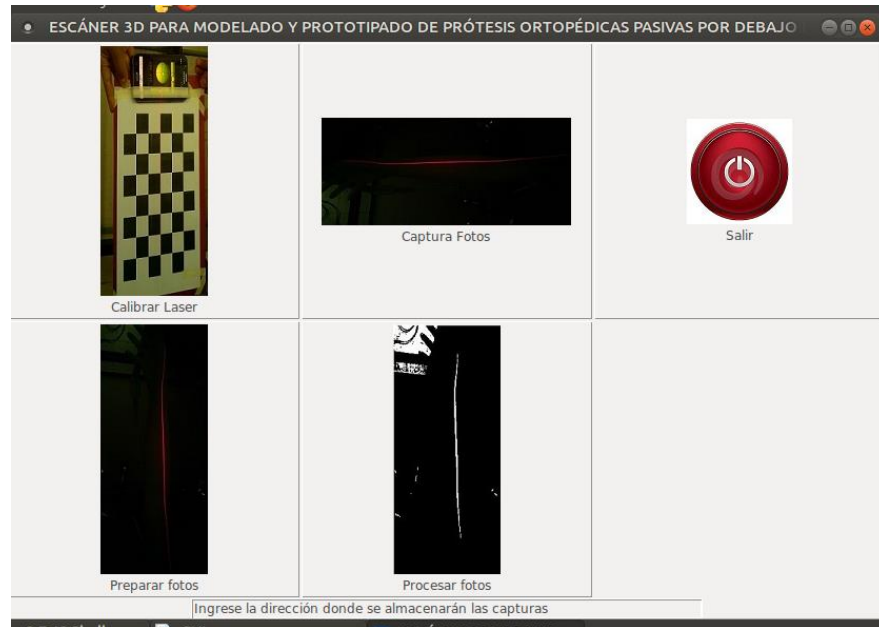 ESCÁNER 3D PARA MODELADO Y PROTOTIPADO DE PRÓTESIS ORTOPÉDICAS PASIVAS POR DEBAJO
Calibrar Laser
Captura Fotos
Salir
Preparar fotos
Procesar fotos
Ingrese la dirección donde se almacenarán las capturas